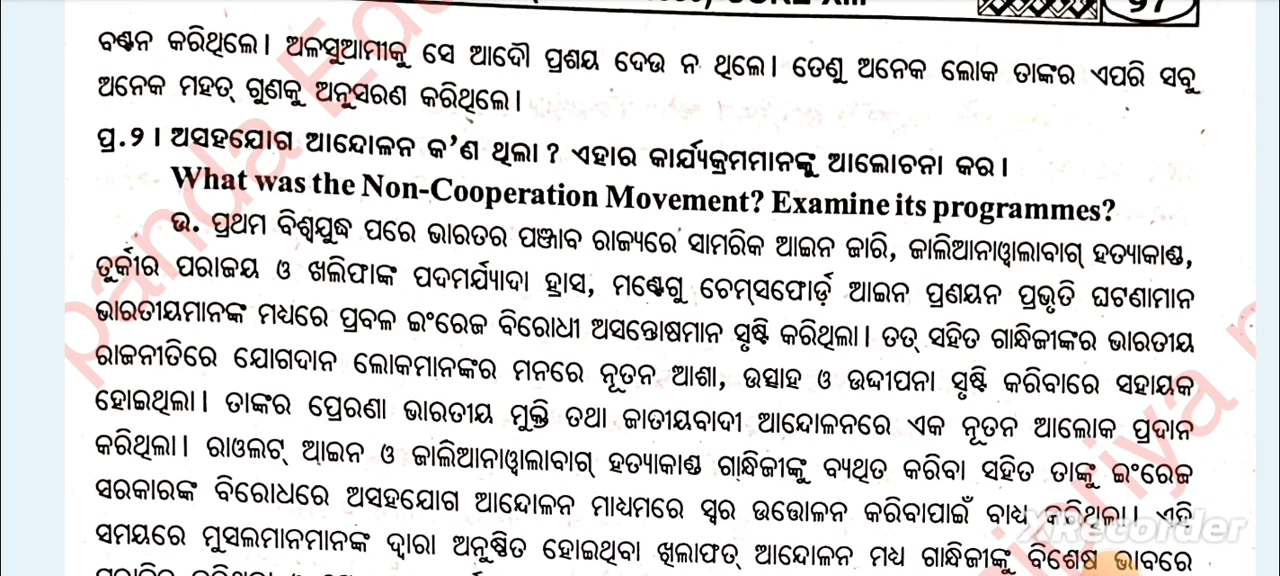 CORE XIII
97
ବଣ୍ଟନ କରିଥିଲେ। ଅଳସୁଆମୀକୁ ସେ ଆଦୌ ପ୍ରଶୟ ଦେଉ ନ ଥିଲେ। ତେଣୁ ଅନେକ ଲୋକ ତାଙ୍କର ଏପରି ସବୁ
ଅନେକ ମହତ୍ ଗୁଣକୁ ଅନୁସରଣ କରିଥିଲେ।
ପ୍ର.୨। ଅସହଯୋଗ ଆନ୍ଦୋଳନ କ'ଣ ଥିଲା? ଏହାର କାର୍ଯ୍ୟକ୍ରମମାନଙ୍କୁ ଆଲୋଚନା କର।
What was the Non-Cooperation Movement? Examine its programmes?
ଉ. ପ୍ରଥମ ବିଶ୍ୱଯୁଦ୍ଧ ପରେ ଭାରତର ପଞ୍ଜାବ ରାଜ୍ୟରେ ସାମରିକ ଆଇନ ଜାରି, ଜାଲିଆନାୱାଲାବାଗ୍ ହତ୍ୟାକାଣ୍ଡ,
ତୁର୍କୀର ପରାଜୟ ଓ ଖଲିଫାଙ୍କ ପଦମର୍ଯ୍ୟାଦା ହ୍ରାସ, ମଣ୍ଟେଗୁ ଚେମ୍‌ସଫୋର୍ଡ଼ ଆଇନ ପ୍ରଣୟନ ପ୍ରଭୃତି ଘଟଣାମାନ
ଭାରତୀୟମାନଙ୍କ ମଧ୍ୟରେ ପ୍ରବଳ ଇଂରେଜ ବିରୋଧୀ ଅସନ୍ତୋଷମାନ ସୃଷ୍ଟି କରିଥିଲା। ତତ୍ ସହିତ ଗାନ୍ଧିଜୀଙ୍କର ଭାରତୀୟ
ରାଜନୀତିରେ ଯୋଗଦାନ ଲୋକମାନଙ୍କର ମନରେ ନୂତନ ଆଶା, ଉତ୍ସାହ ଓ ଉଦ୍ଦୀପନା ସୃଷ୍ଟି କରିବାରେ ସହାୟକ
ହୋଇଥିଲା। ତାଙ୍କର ପ୍ରେରଣା ଭାରତୀୟ ମୁକ୍ତି ତଥା ଜାତୀୟବାଦୀ ଆନ୍ଦୋଳନରେ ଏକ ନୂତନ ଆଲୋକ ପ୍ରଦାନ
କରିଥିଲା। ରାଓଲଟ୍ ଆଇନ ଓ ଜାଲିଆନାୱାଲାବାଗ୍ ହତ୍ୟାକାଣ୍ଡ ଗାନ୍ଧିଜୀଙ୍କୁ ବ୍ୟଥିତ କରିବା ସହିତ ତାଙ୍କୁ ଇଂରେଜ
ସରକାରଙ୍କ ବିରୋଧରେ ଅସହଯୋଗ ଆନ୍ଦୋଳନ ମାଧ୍ୟମରେ ସ୍ୱର ଉତ୍ତୋଳନ କରିବାପାଇଁ ବାଧ୍ୟ କରିଥିଲା। ଏହି
ସମୟରେ ମୁସଲମାନମାନଙ୍କ ଦ୍ୱାରା ଅନୁଷ୍ଠିତ ହୋଇଥିବା ଖିଲାଫତ୍ ଆନ୍ଦୋଳନ ମଧ୍ୟ ଗାନ୍ଧିଜୀଙ୍କୁ ବିଶେଷ ଭାବରେ
XRecorder